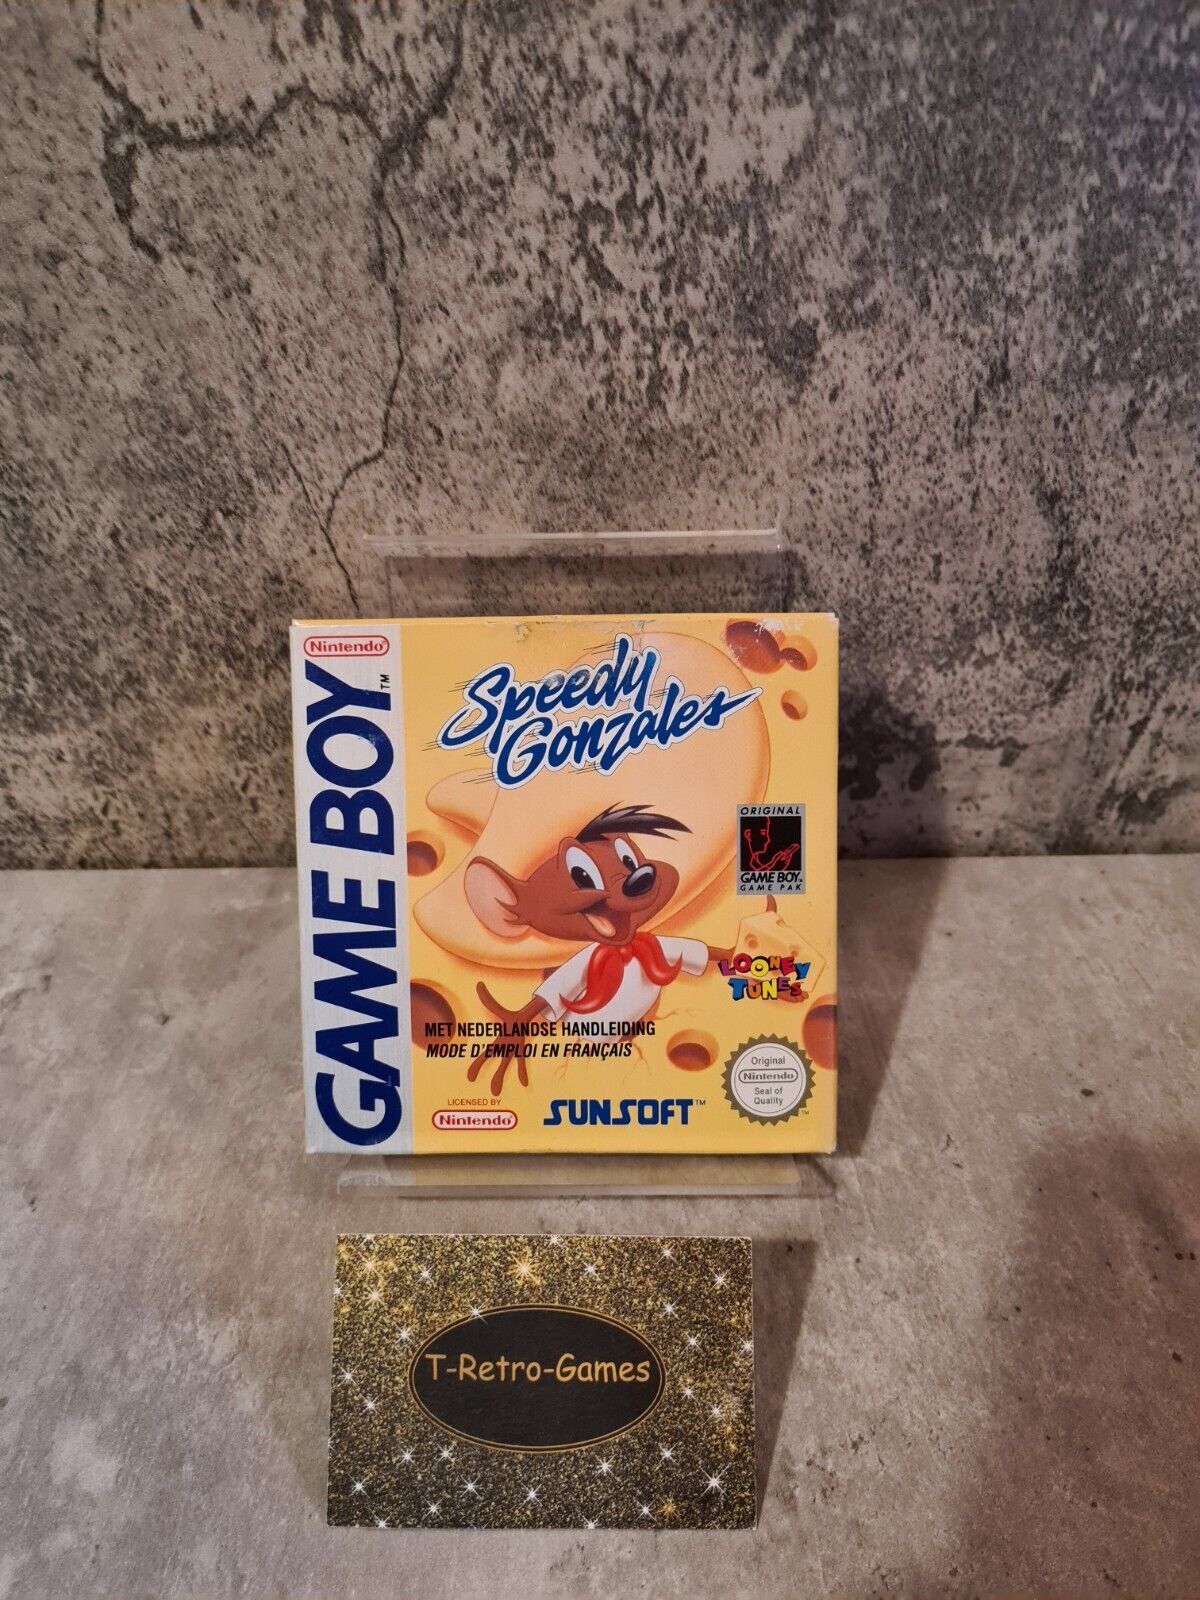 Nintendo®
GAME BOY™
Speedy
Gonzales
ORIGINAL
GAME BOY
GAME PAK
LOONEY
TUNES
MET NEDERLANDSE HANDLEIDING
MODE D'EMPLOI EN FRANÇAIS
LICENSED BY
Nintendo®
SUNSOFT™
Original
Nintendo
Seal of
Quality
TM
T-Retro-Games